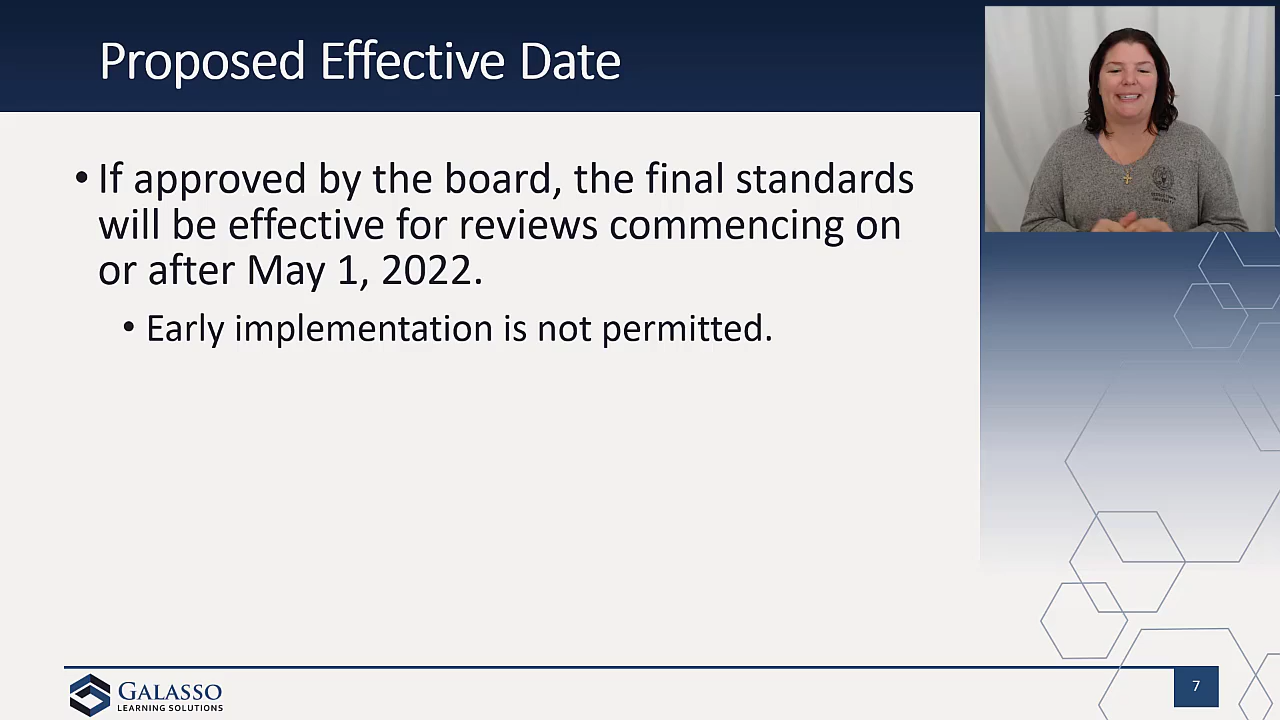 Proposed Effective Date
• If approved by the board, the final standards
will be effective for reviews commencing on
or after May 1, 2022.
• Early implementation is not permitted.
GALASSO
LEARNING SOLUTIONS
7